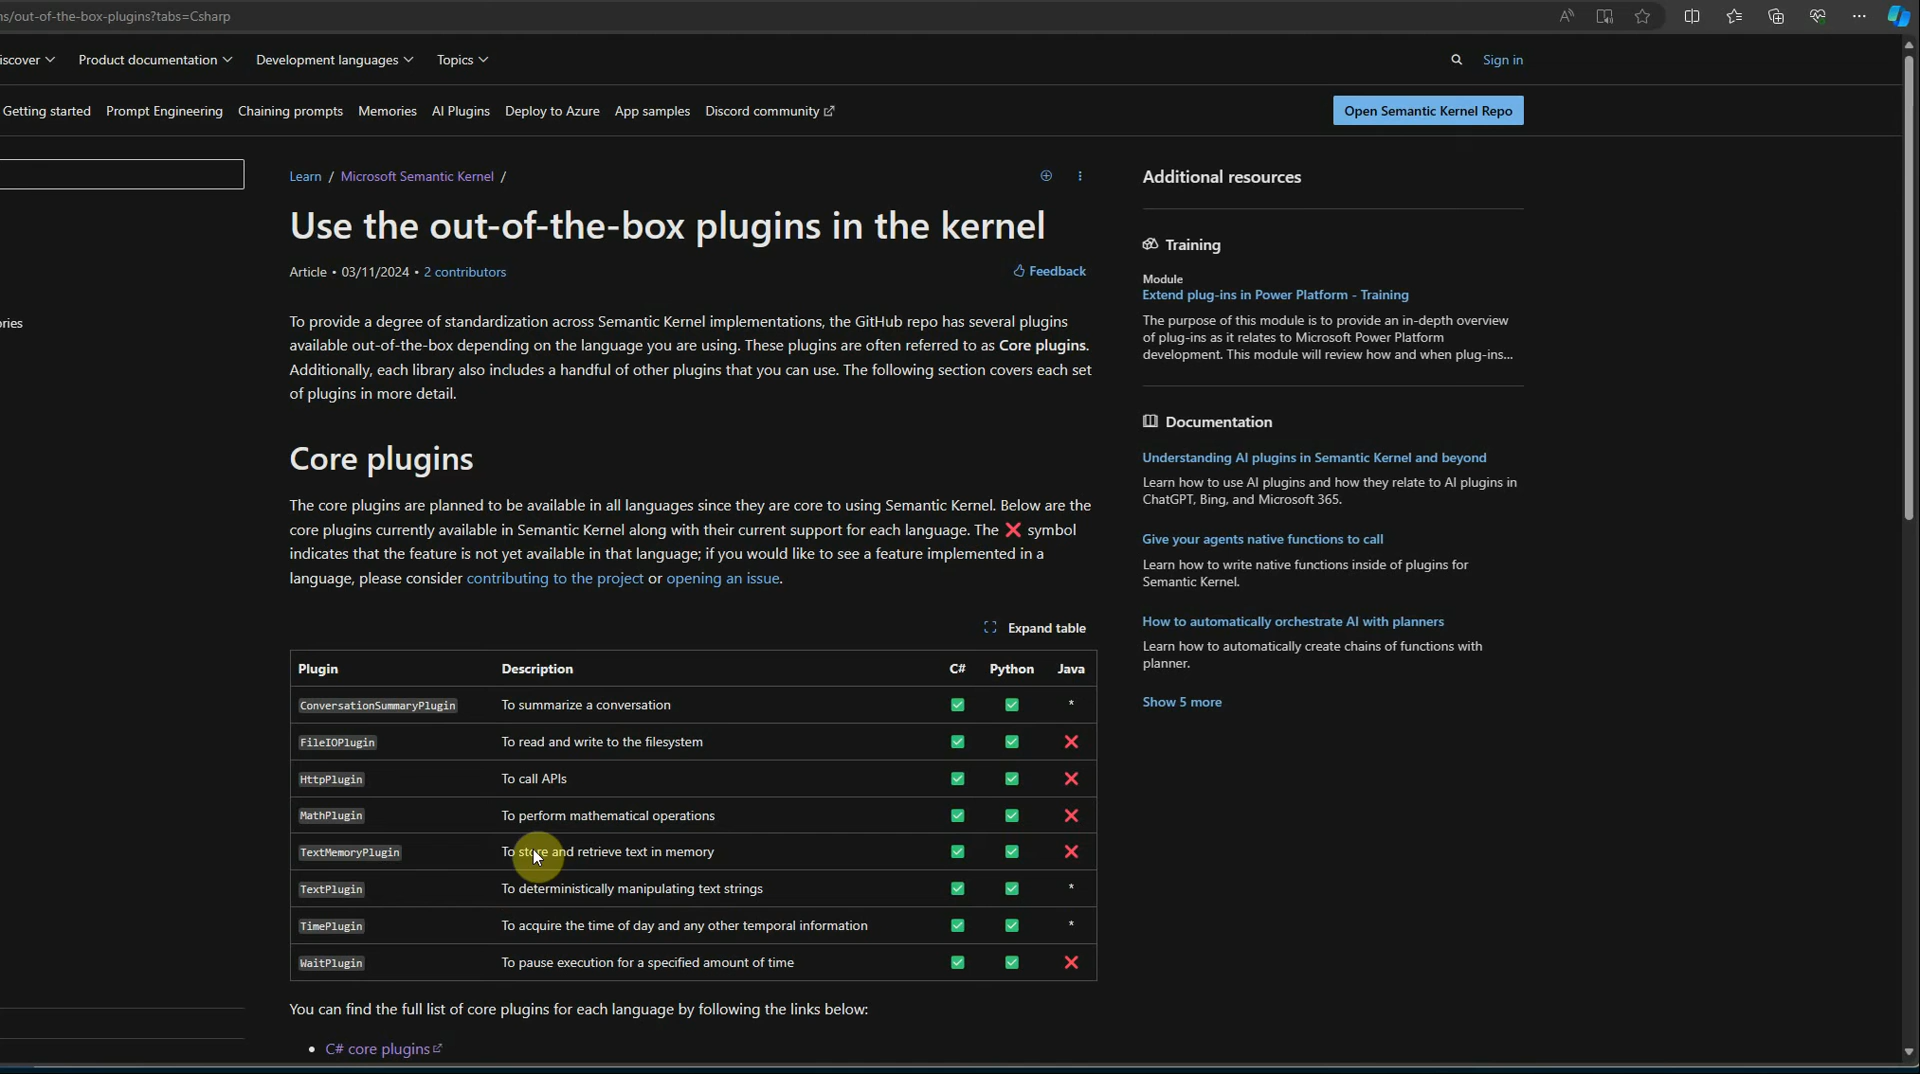 s/out-of-the-box-plugins?tabs=Csharp
iscover
Product documentation
Development languages
Topics
Sign in
Getting started
Prompt Engineering
Chaining prompts
Memories
AI Plugins
Deploy to Azure
App samples
Discord community
Open Semantic Kernel Repo
ories
Learn / Microsoft Semantic Kernel /
Use the out-of-the-box plugins in the kernel
Article • 03/11/2024 • 2 contributors
Feedback
To provide a degree of standardization across Semantic Kernel implementations, the GitHub repo has several plugins
available out-of-the-box depending on the language you are using. These plugins are often referred to as Core plugins.
Additionally, each library also includes a handful of other plugins that you can use. The following section covers each set
of plugins in more detail.
Core plugins
The core plugins are planned to be available in all languages since they are core to using Semantic Kernel. Below are the
core plugins currently available in Semantic Kernel along with their current support for each language. The ❌ symbol
indicates that the feature is not yet available in that language; if you would like to see a feature implemented in a
language, please consider contributing to the project or opening an issue.
Expand table
Plugin Description C# Python Java
ConversationSummaryPlugin To summarize a conversation ✅ ✅ *
FileIOPlugin To read and write to the filesystem ✅ ✅ ❌
HttpPlugin To call APIs ✅ ✅ ❌
MathPlugin To perform mathematical operations ✅ ✅ ❌
TextMemoryPlugin To store and retrieve text in memory ✅ ✅ ❌
TextPlugin To deterministically manipulating text strings ✅ ✅ *
TimePlugin To acquire the time of day and any other temporal information ✅ ✅ *
WaitPlugin To pause execution for a specified amount of time ✅ ✅ ❌
You can find the full list of core plugins for each language by following the links below:
• C# core plugins
Additional resources
Training
Module
Extend plug-ins in Power Platform - Training
The purpose of this module is to provide an in-depth overview
of plug-ins as it relates to Microsoft Power Platform
development. This module will review how and when plug-ins...
Documentation
Understanding AI plugins in Semantic Kernel and beyond
Learn how to use AI plugins and how they relate to AI plugins in
ChatGPT, Bing, and Microsoft 365.
Give your agents native functions to call
Learn how to write native functions inside of plugins for
Semantic Kernel.
How to automatically orchestrate AI with planners
Learn how to automatically create chains of functions with
planner.
Show 5 more